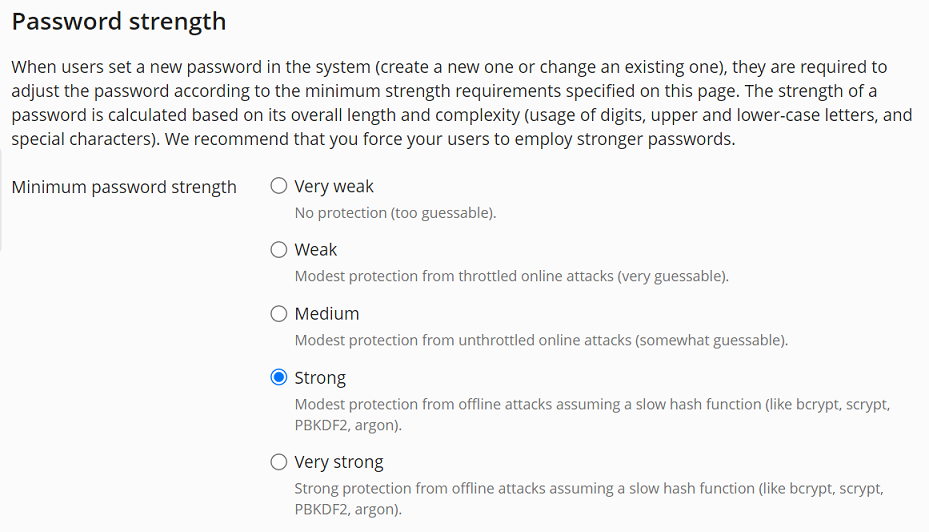 Password strength
When users set a new password in the system (create a new one or change an existing one), they are required to
adjust the password according to the minimum strength requirements specified on this page. The strength of a
password is calculated based on its overall length and complexity (usage of digits, upper and lower-case letters, and
special characters). We recommend that you force your users to employ stronger passwords.
Minimum password strength
Very weak
No protection (too guessable).
Weak
Modest protection from throttled online attacks (very guessable).
Medium
Modest protection from unthrottled online attacks (somewhat guessable).
Strong
Modest protection from offline attacks assuming a slow hash function (like bcrypt, scrypt,
PBKDF2, argon).
Very strong
Strong protection from offline attacks assuming a slow hash function (like bcrypt, scrypt,
PBKDF2, argon).